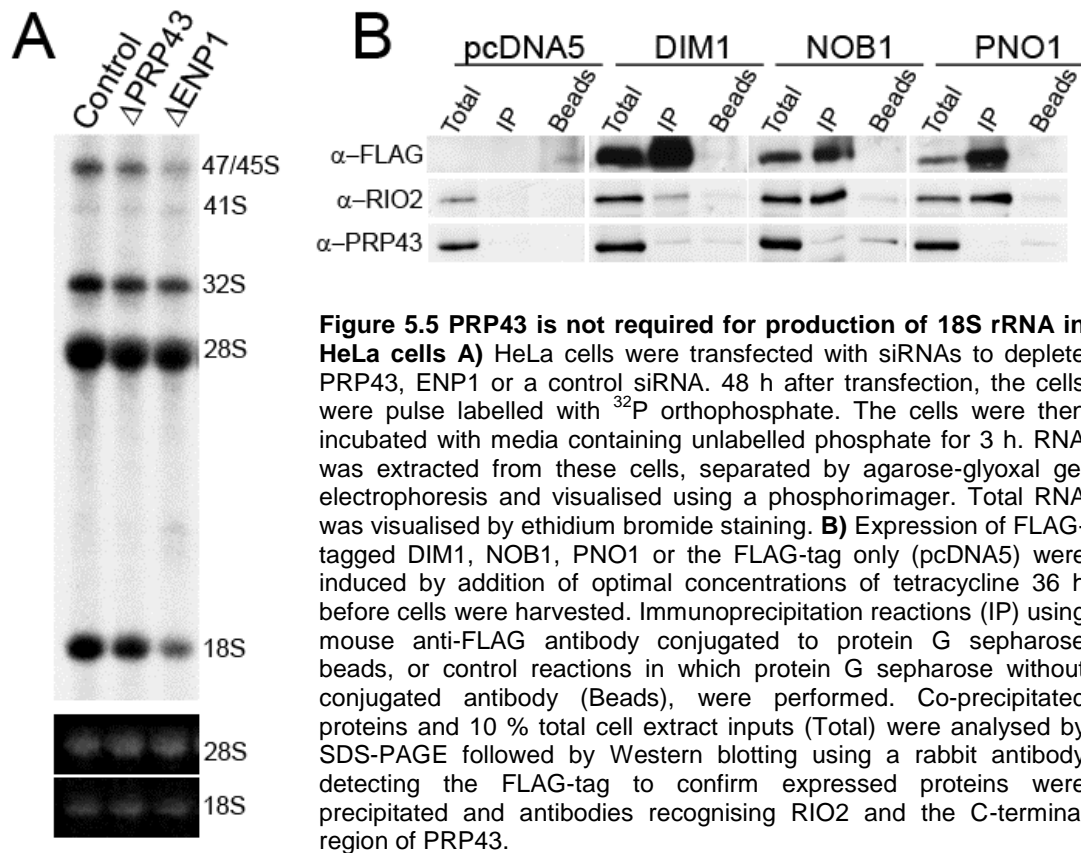 A
B
Control
ΔPRP43
ΔENP1
47/45S
41S
32S
28S
18S
28S
18S
pcDNA5 DIM1 NOB1 PNO1
Total IP Beads Total IP Beads Total IP Beads Total IP Beads
α–FLAG
α–RIO2
α–PRP43
Figure 5.5 PRP43 is not required for production of 18S rRNA in
HeLa cells A) HeLa cells were transfected with siRNAs to deplete
PRP43, ENP1 or a control siRNA. 48 h after transfection, the cells
were pulse labelled with ³²P orthophosphate. The cells were then
incubated with media containing unlabelled phosphate for 3 h. RNA
was extracted from these cells, separated by agarose-glyoxal ge
electrophoresis and visualised using a phosphorimager. Total RNA
was visualised by ethidium bromide staining. B) Expression of FLAG-
tagged DIM1, NOB1, PNO1 or the FLAG-tag only (pcDNA5) were
induced by addition of optimal concentrations of tetracycline 36 h
before cells were harvested. Immunoprecipitation reactions (IP) using
mouse anti-FLAG antibody conjugated to protein G sepharose
beads, or control reactions in which protein G sepharose without
conjugated antibody (Beads), were performed. Co-precipitated
proteins and 10 % total cell extract inputs (Total) were analysed by
SDS-PAGE followed by Western blotting using a rabbit antibody
detecting the FLAG-tag to confirm expressed proteins were
precipitated and antibodies recognising RIO2 and the C-termina
region of PRP43.